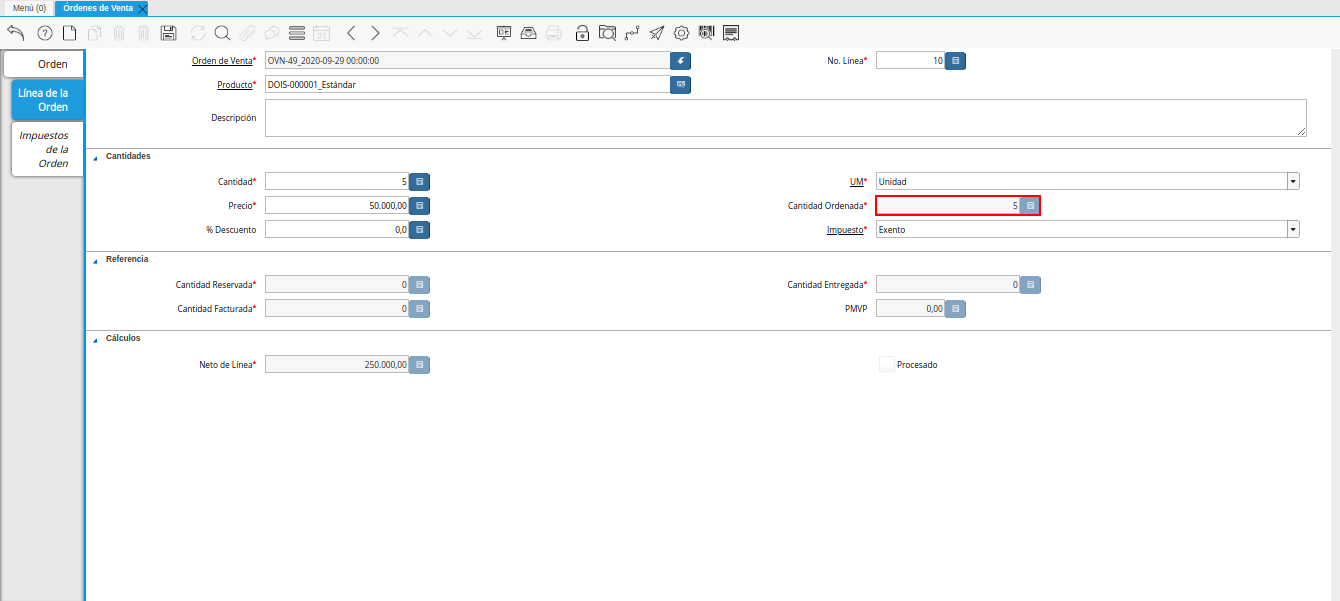 Menú (0) Órdenes de Venta
Orden
Línea de la
Orden
Impuestos
de la
Orden
Orden de Venta* OVN-49_2020-09-29 00:00:00 No. Línea* 10
Producto* DOIS-000001_Estándar
Descripción
Cantidades
Cantidad* 5 UM* Unidad
Precio* 50.000,00 Cantidad Ordenada* 5
% Descuento 0,0 Impuesto* Exento
Referencia
Cantidad Reservada* 0 Cantidad Entregada* 0
Cantidad Facturada* 0 PMVP 0,00
Cálculos
Neto de Línea* 250.000,00 Procesado